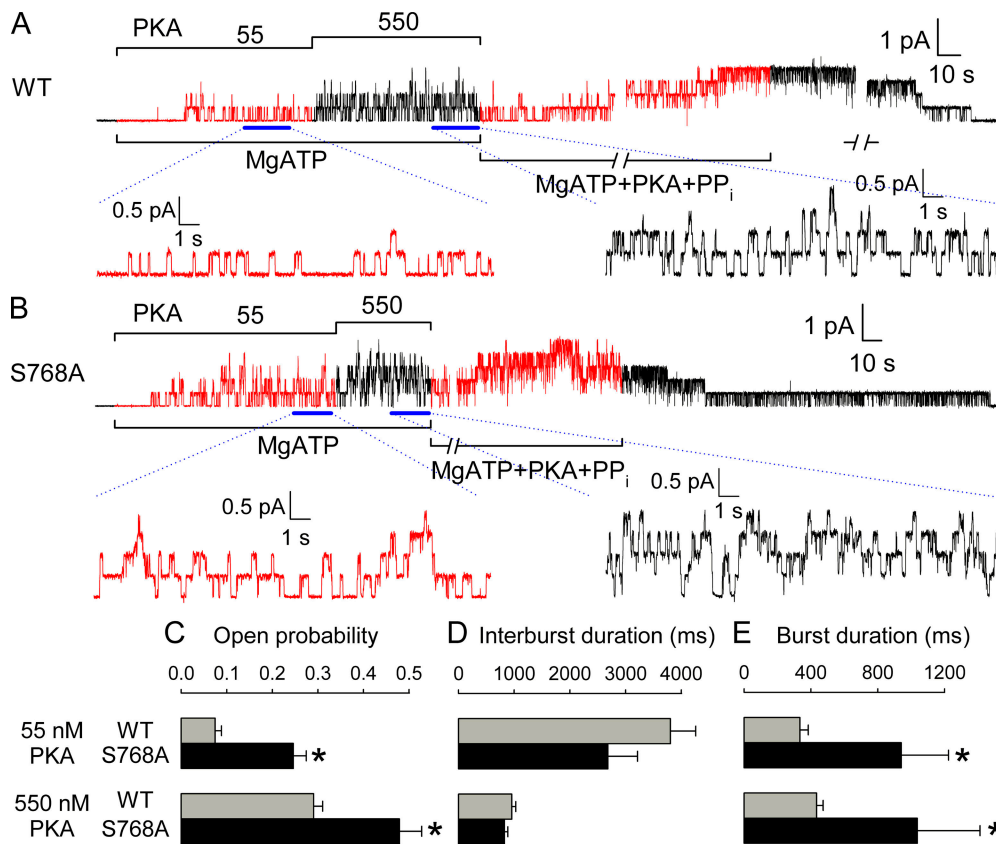 A
PKA 55 550
1 pA
10 s
WT
MgATP
MgATP+PKA+PPi
0.5 pA
1 s
0.5 pA
1 s
B
PKA 55 550
1 pA
10 s
S768A
MgATP
MgATP+PKA+PPi
0.5 pA
1 s
0.5 pA
1 s
C Open probability D Interburst duration (ms) E Burst duration (ms)
0.0 0.1 0.2 0.3 0.4 0.5 0 1000 2000 3000 4000 0 400 800 1200
55 nM WT
PKA S768A * *
550 nM WT
PKA S768A * *